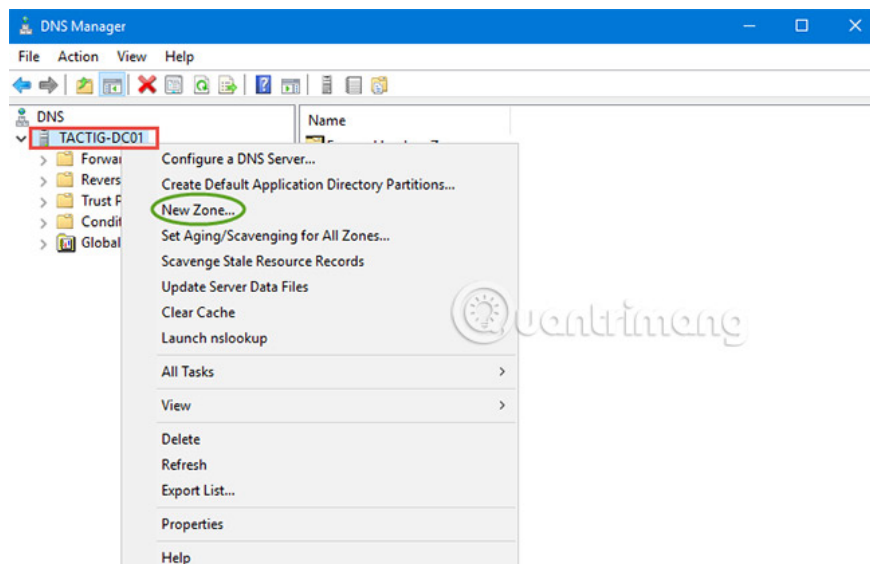 DNS Manager
File Action View Help
DNS
Name
TACTIG-DC01
Forwar
Revers
Trust P
Condit
Global
Configure a DNS Server...
Create Default Application Directory Partitions...
New Zone...
Set Aging/Scavenging for All Zones...
Scavenge Stale Resource Records
Update Server Data Files
Clear Cache
Launch nslookup
All Tasks
View
Delete
Refresh
Export List...
Properties
Help
Quantrimang